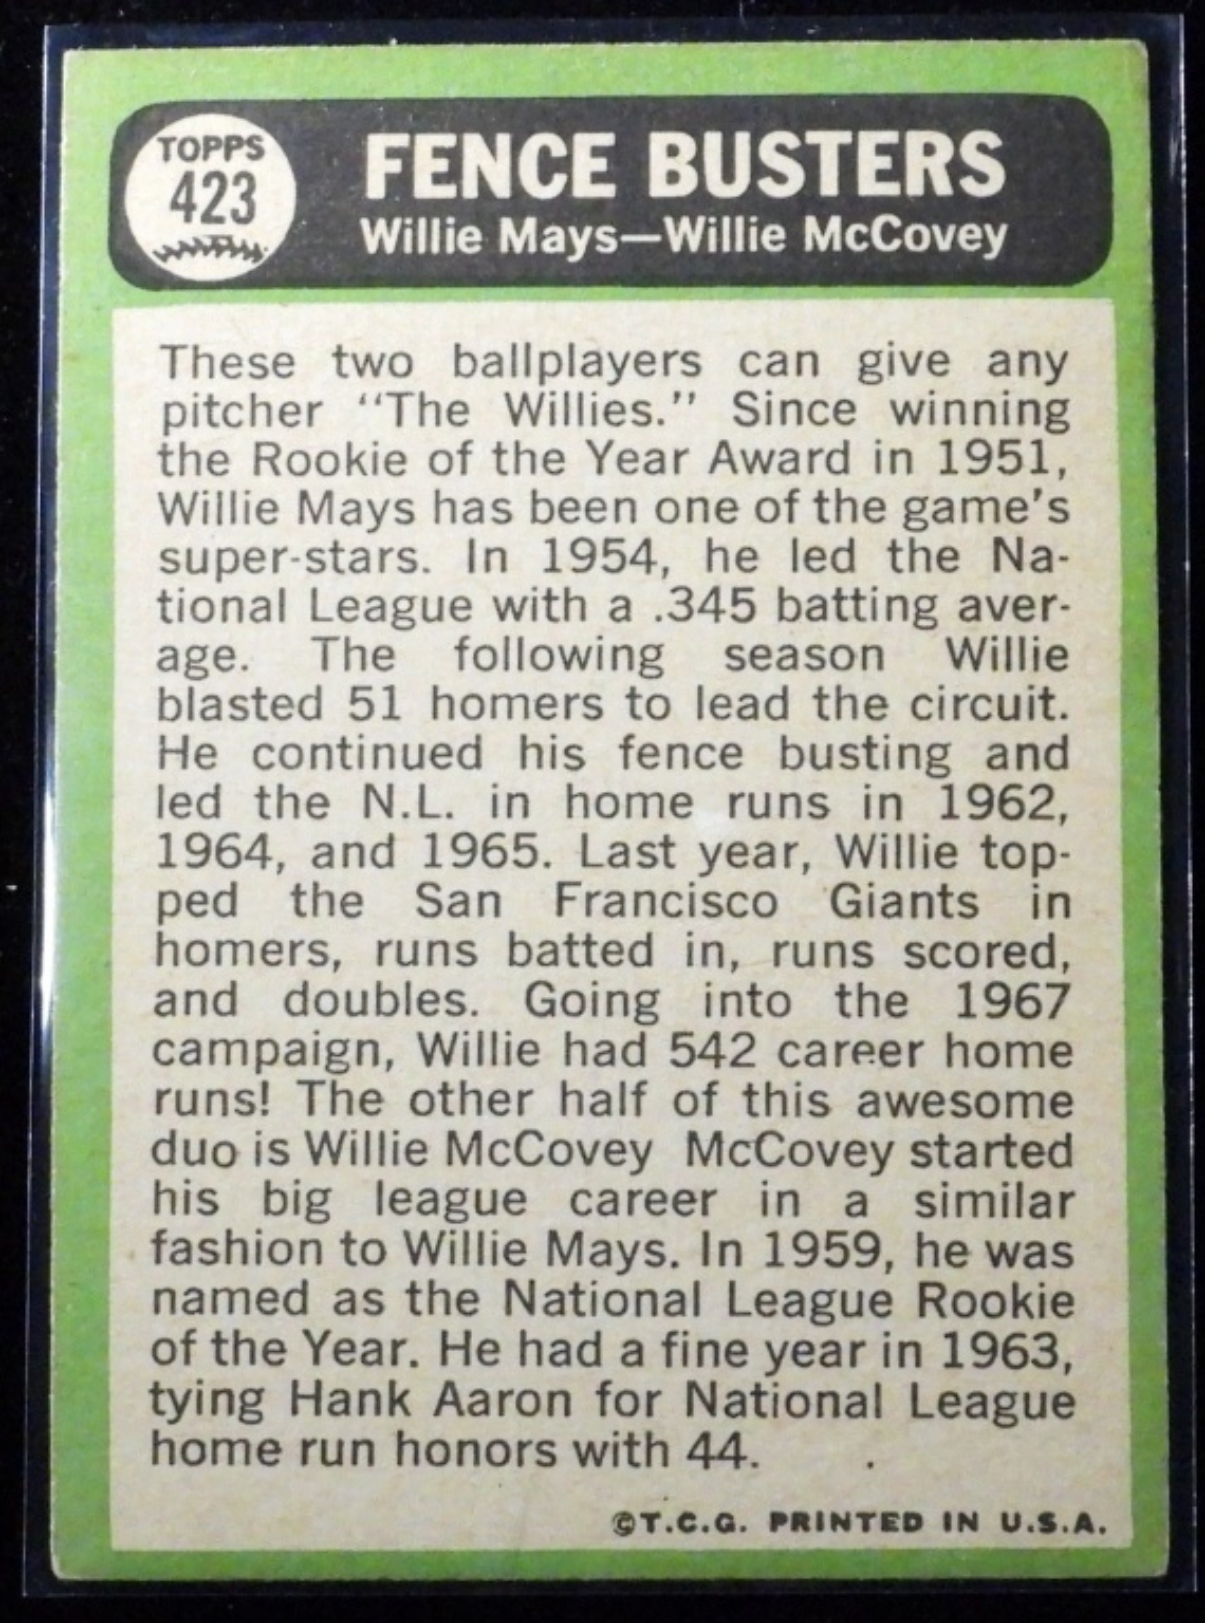 TOPPS
423
FENCE BUSTERS
Willie Mays—Willie McCovey
These two ballplayers can give any
pitcher “The Willies.” Since winning
the Rookie of the Year Award in 1951,
Willie Mays has been one of the game's
super-stars. In 1954, he led the Na-
tional League with a .345 batting aver-
age. The following season Willie
blasted 51 homers to lead the circuit.
He continued his fence busting and
led the N.L. in home runs in 1962,
1964, and 1965. Last year, Willie top-
ped the San Francisco Giants in
homers, runs batted in, runs scored,
and doubles. Going into the 1967
campaign, Willie had 542 career home
runs! The other half of this awesome
duo is Willie McCovey McCovey started
his big league career in a similar
fashion to Willie Mays. In 1959, he was
named as the National League Rookie
of the Year. He had a fine year in 1963,
tying Hank Aaron for National League
home run honors with 44.
©T.C.G. PRINTED IN U.S.A.